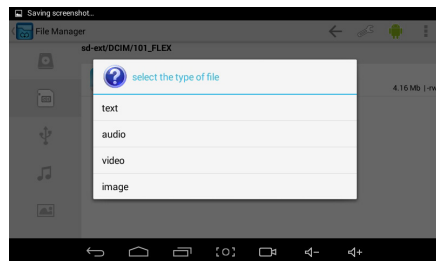 Saving screenshot...
File Manager
sd-ext/DCIM/101_FLEX
select the type of file
4.16 Mb | -rw
text
audio
video
image